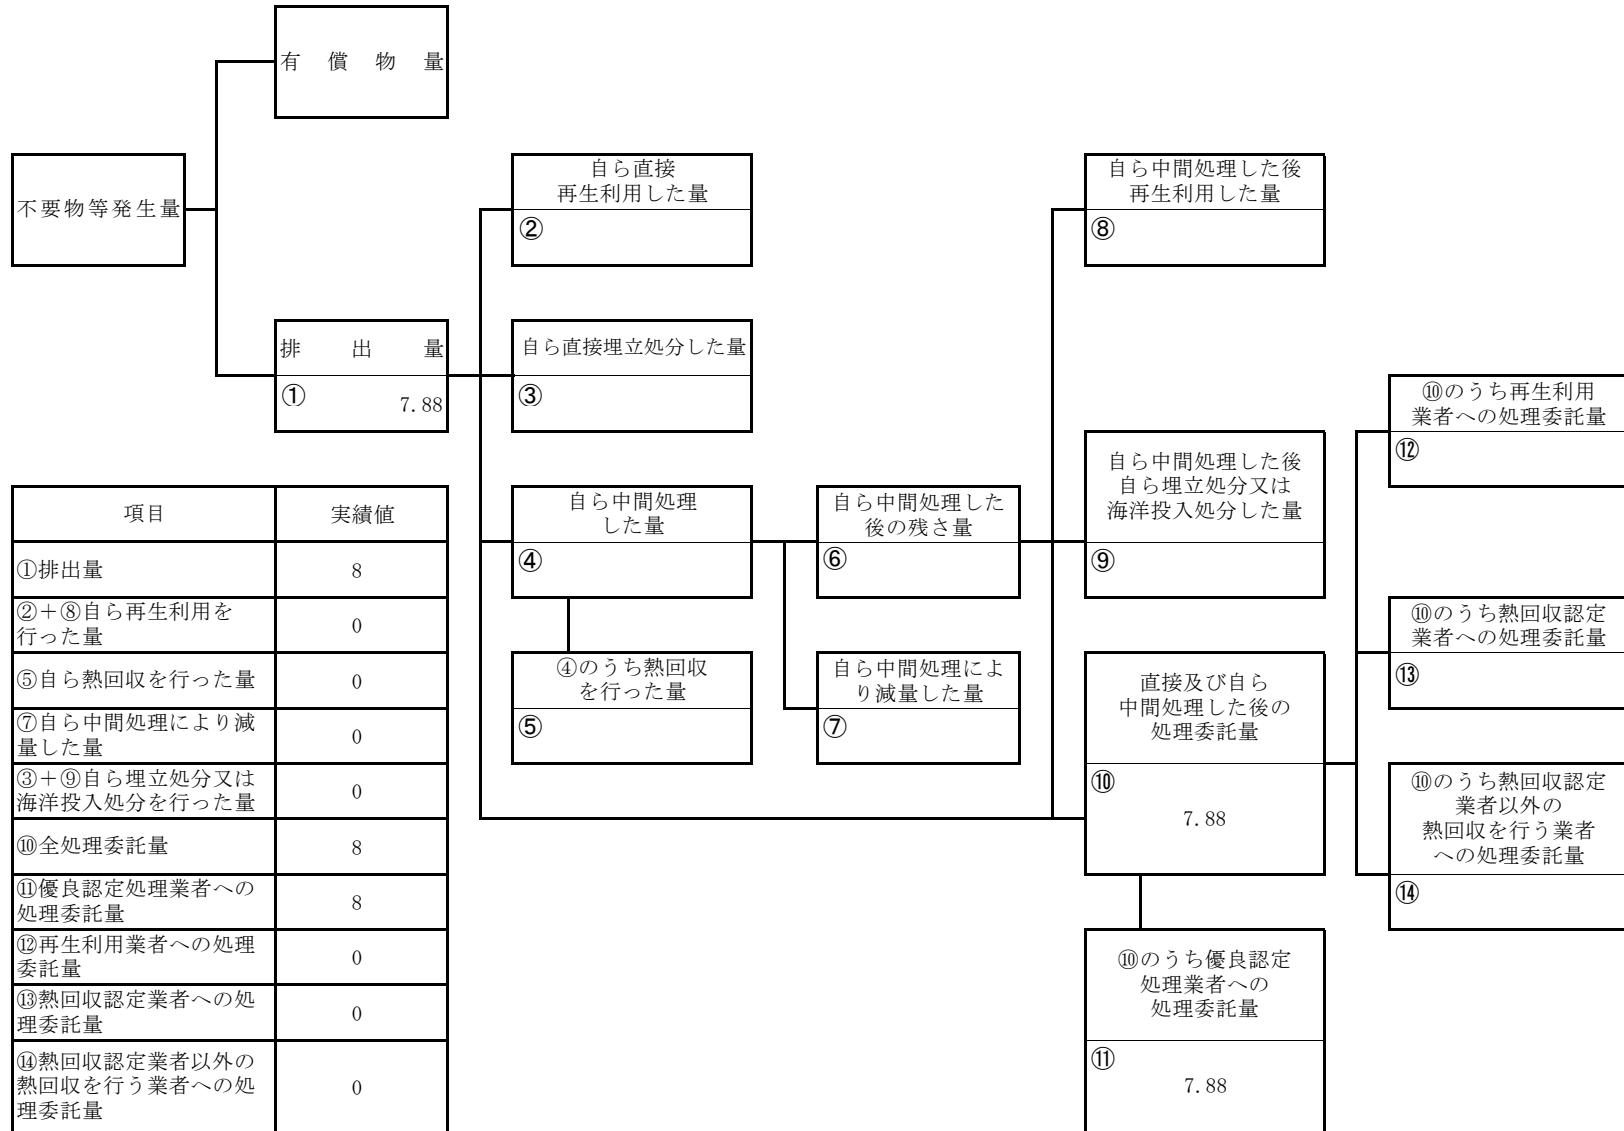 有償物量
不要物等発生量
排出量
①
7.88
自ら直接
再生利用した量
②
自ら直接埋立処分した量
③
自ら中間処理
した量
④
④のうち熱回収
を行った量
⑤
自ら中間処理した
後の残さ量
⑥
自ら中間処理によ
り減量した量
⑦
自ら中間処理した後
再生利用した量
⑧
自ら中間処理した後
自ら埋立処分又は
海洋投入処分した量
⑨
直接及び自ら
中間処理した後の
処理委託量
⑩
7.88
⑩のうち優良認定
処理業者への
処理委託量
⑪
7.88
⑩のうち再生利用
業者への処理委託量
⑫
⑩のうち熱回収認定
業者への処理委託量
⑬
⑩のうち熱回収認定
業者以外の
熱回収を行う業者
への処理委託量
⑭
項目 実績値
①排出量 8
②+⑧自ら再生利用を
行った量 0
⑤自ら熱回収を行った量 0
⑦自ら中間処理により減
量した量 0
③+⑨自ら埋立処分又は
海洋投入処分を行った量 0
⑩全処理委託量 8
⑪優良認定処理業者への
処理委託量 8
⑫再生利用業者への処理
委託量 0
⑬熱回収認定業者への処
理委託量 0
⑭熱回収認定業者以外の
熱回収を行う業者への処
理委託量 0